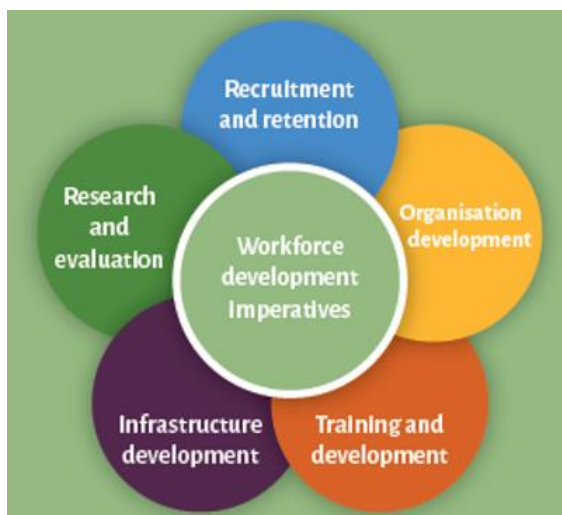 Recruitment
and retention
Organisation
development
Training and
development
Infrastructure
development
Research
and
evaluation
Workforce
development
Imperatives